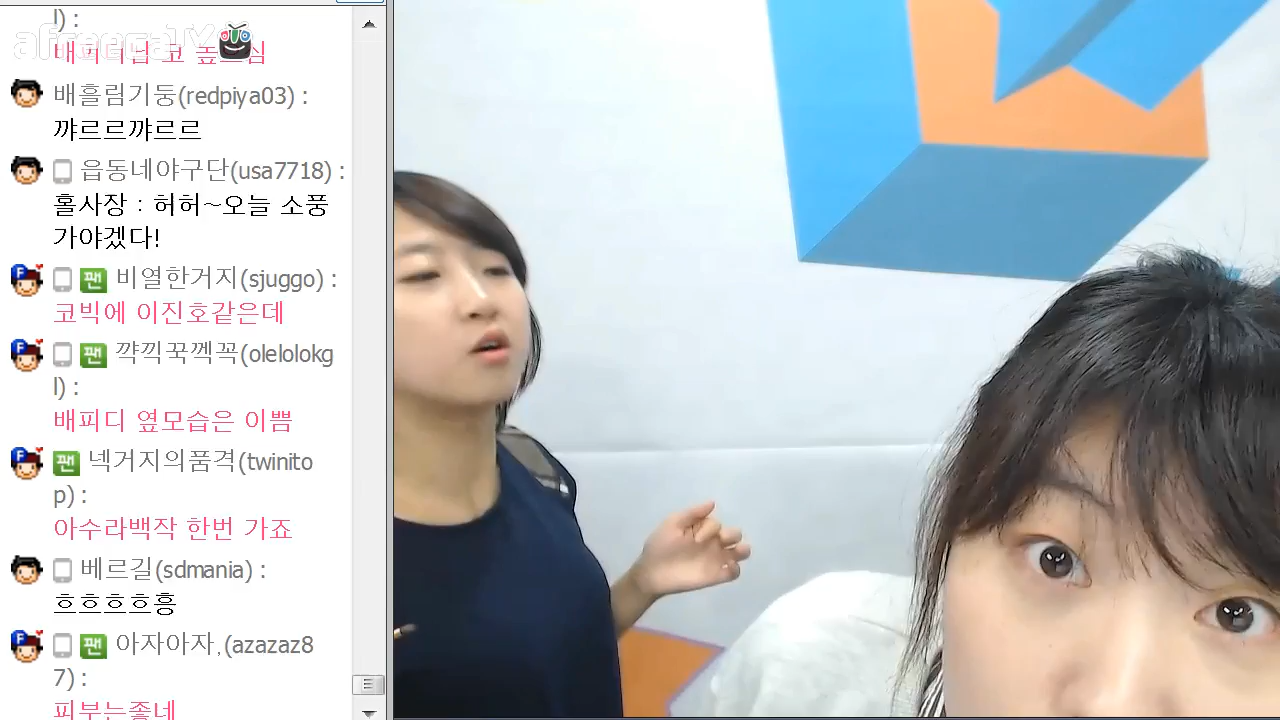 l) :
afreecaTV
배흘림기둥(redpiya03) :
꺄르르꺄르르
읍동네야구단(usa7718) :
홀사장 : 허허~오늘 소풍
가야겠다!
팬 비열한거지(sjuggo) :
코빅에 이진호같은데
팬 꺅끽꾹껙꼭(olelolokg
l) :
배피디 옆모습은 이쁨
팬 넥거지의품격(twinito
p) :
아수라백작 한번 가죠
베르길(sdmania) :
흐흐흐흐흥
팬 아자아자,(azazaz8
7) :
피부는좋네